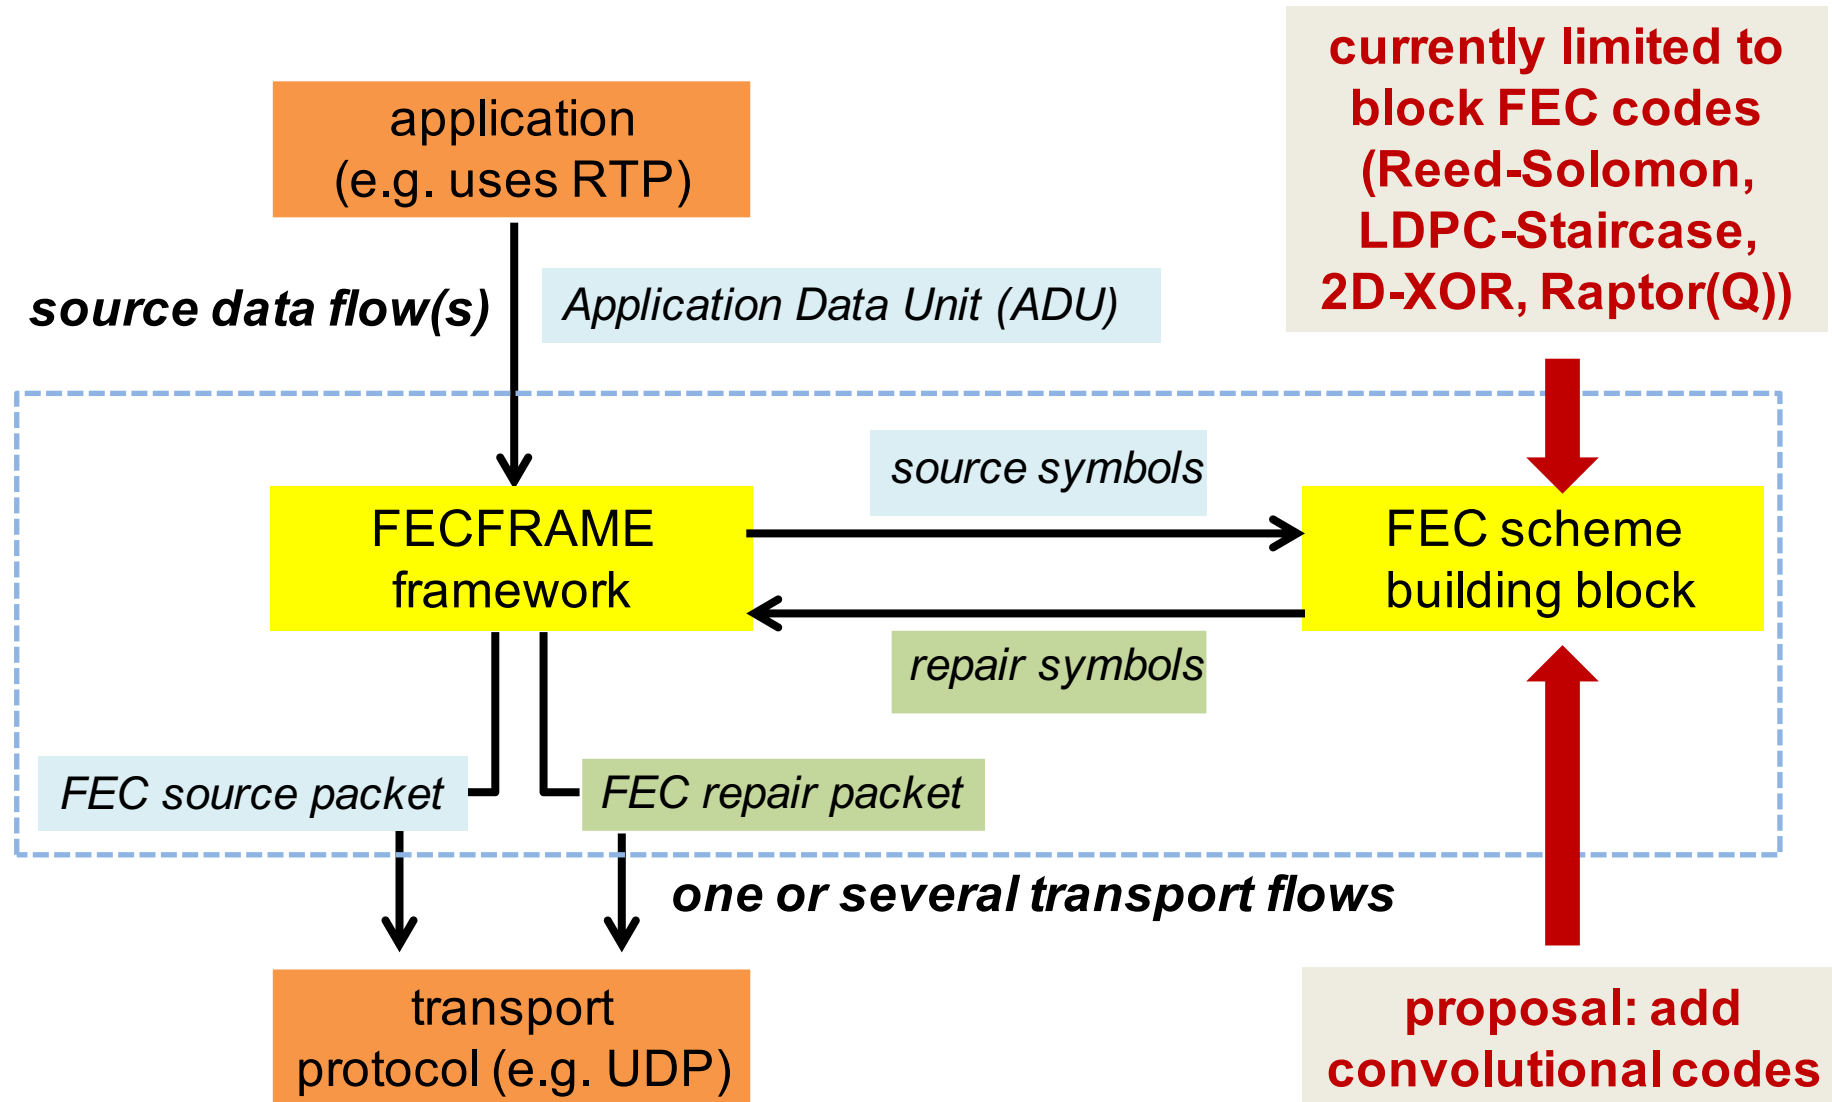 currently limited to
block FEC codes
(Reed-Solomon,
LDPC-Staircase,
2D-XOR, Raptor(Q))
application
(e.g. uses RTP)
source data flow(s)
Application Data Unit (ADU)
source symbols
FECFRAME
framework
FEC scheme
building block
repair symbols
FEC source packet
FEC repair packet
one or several transport flows
transport
protocol (e.g. UDP)
proposal: add
convolutional codes